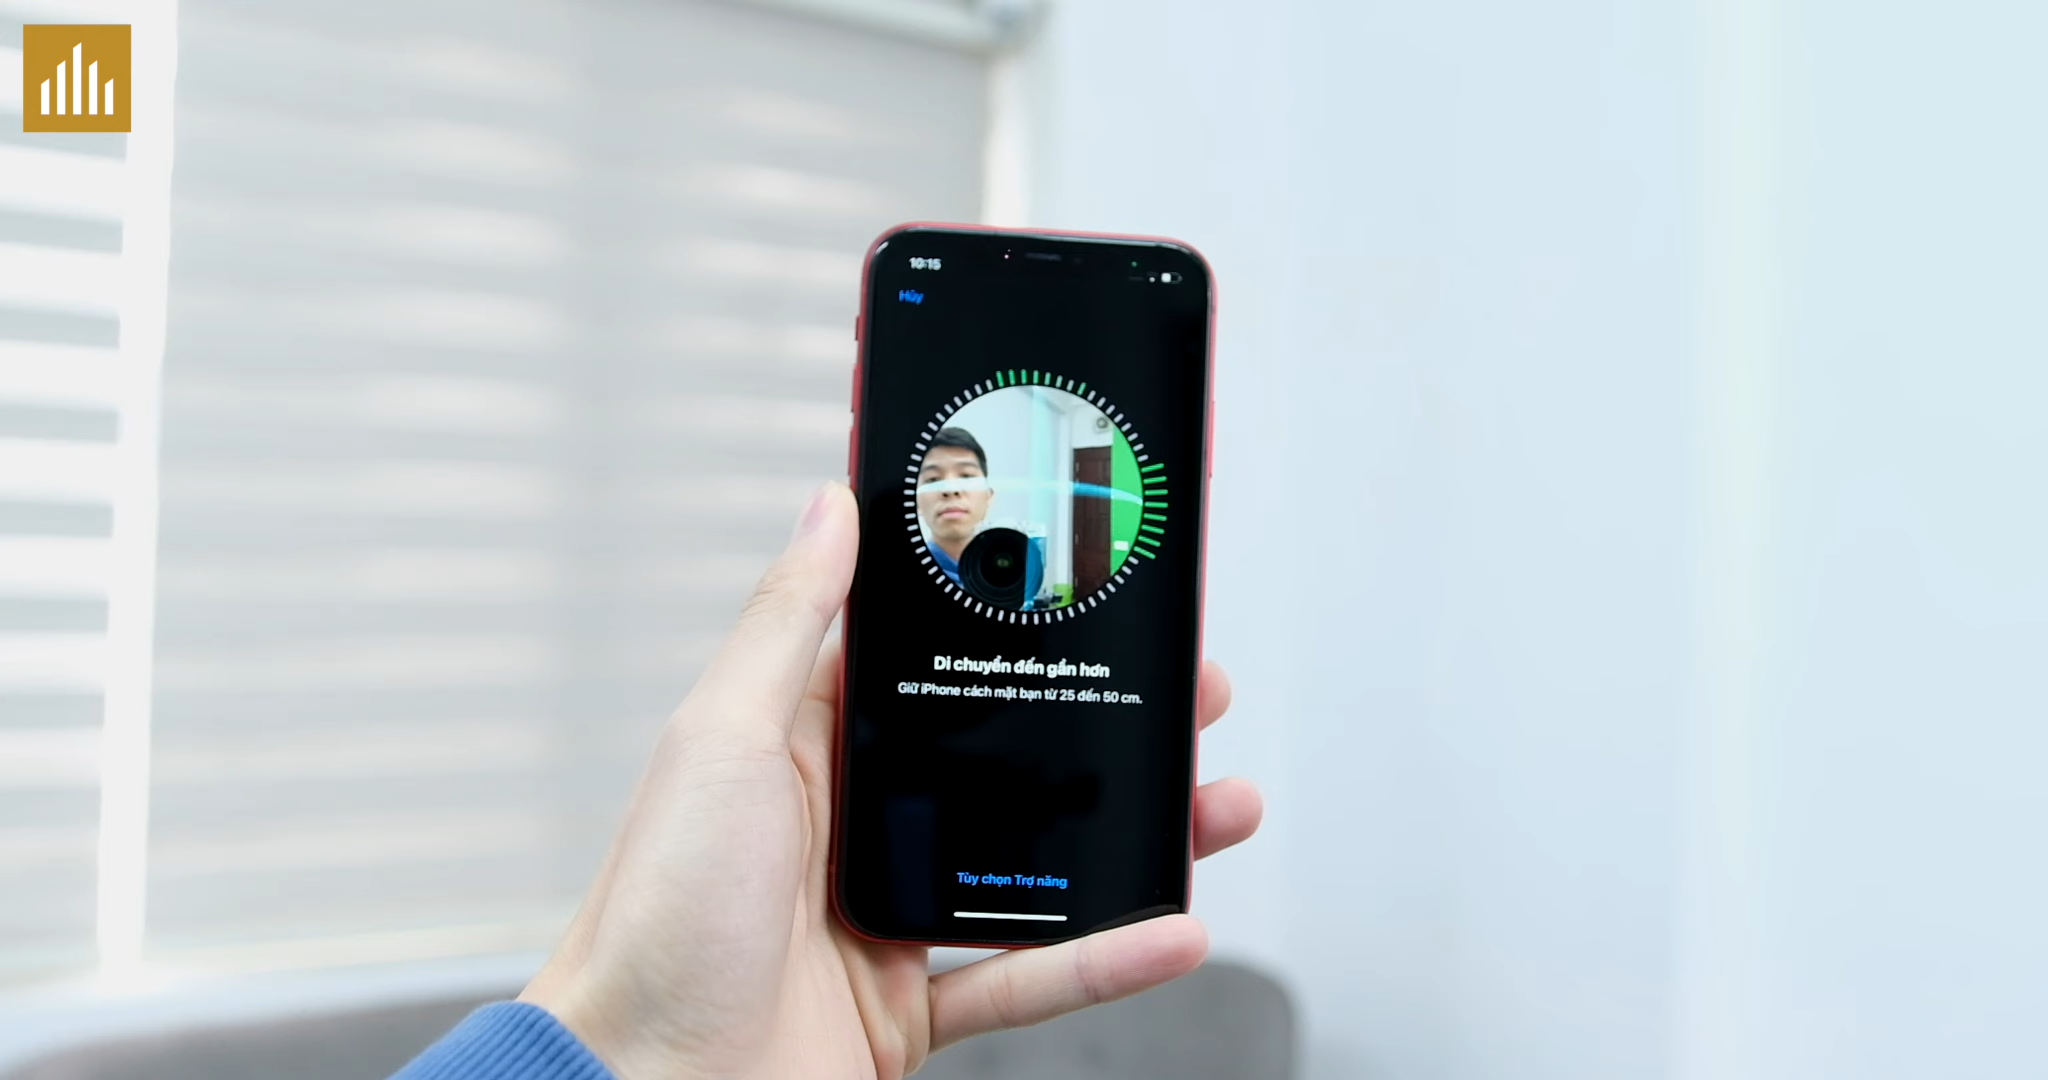 10:15
Hủy
Di chuyển đến gần hơn
Giữ iPhone cách mặt bạn từ 25 đến 50 cm.
Tùy chọn Trợ năng